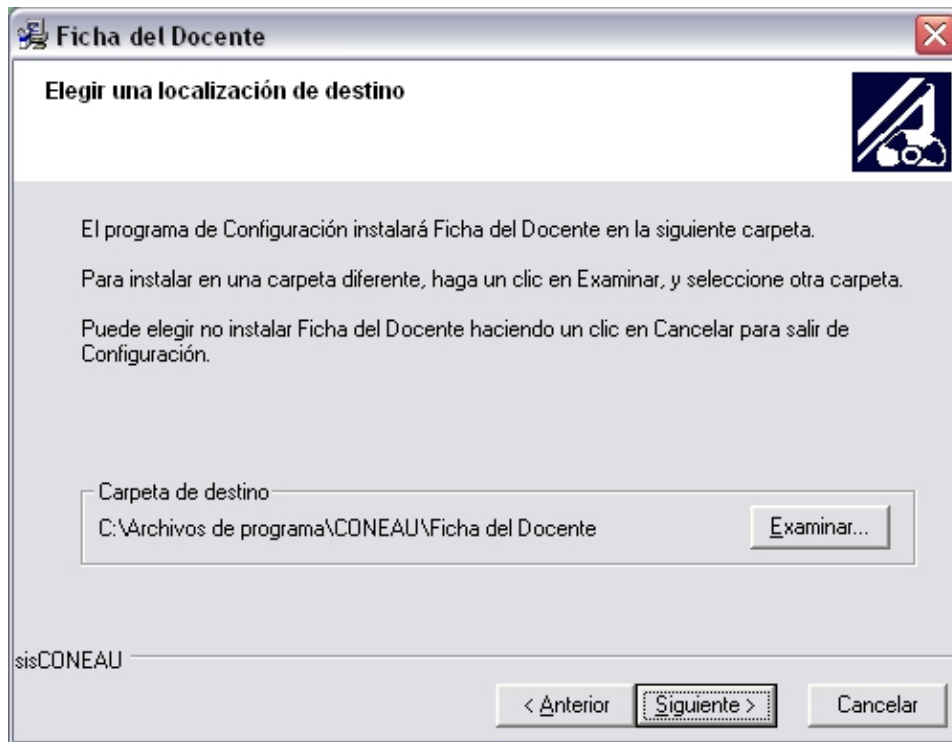 Ficha del Docente
Elegir una localización de destino
El programa de Configuración instalará Ficha del Docente en la siguiente carpeta.
Para instalar en una carpeta diferente, haga un clic en Examinar, y seleccione otra carpeta.
Puede elegir no instalar Ficha del Docente haciendo un clic en Cancelar para salir de
Configuración.
Carpeta de destino
C:\Archivos de programa\CONEAU\Ficha del Docente
Examinar...
sisCONEAU
< Anterior
Siguiente >
Cancelar